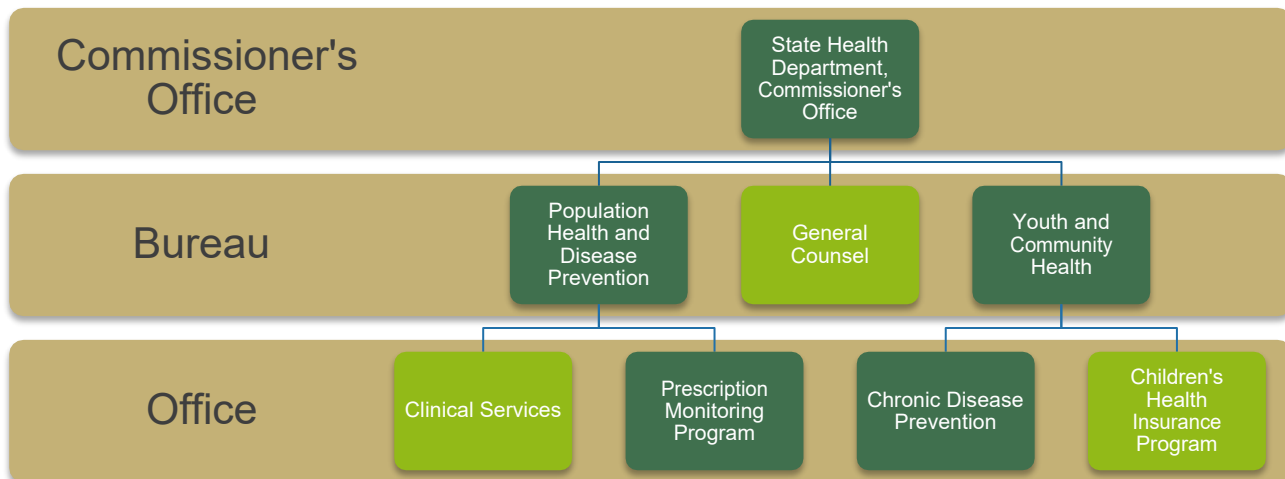 Commissioner's
Office
State Health
Department,
Commissioner's
Office
Bureau
Population
Health and
Disease
Prevention
General
Counsel
Youth and
Community
Health
Office
Clinical Services
Prescription
Monitoring
Program
Chronic Disease
Prevention
Children's
Health
Insurance
Program